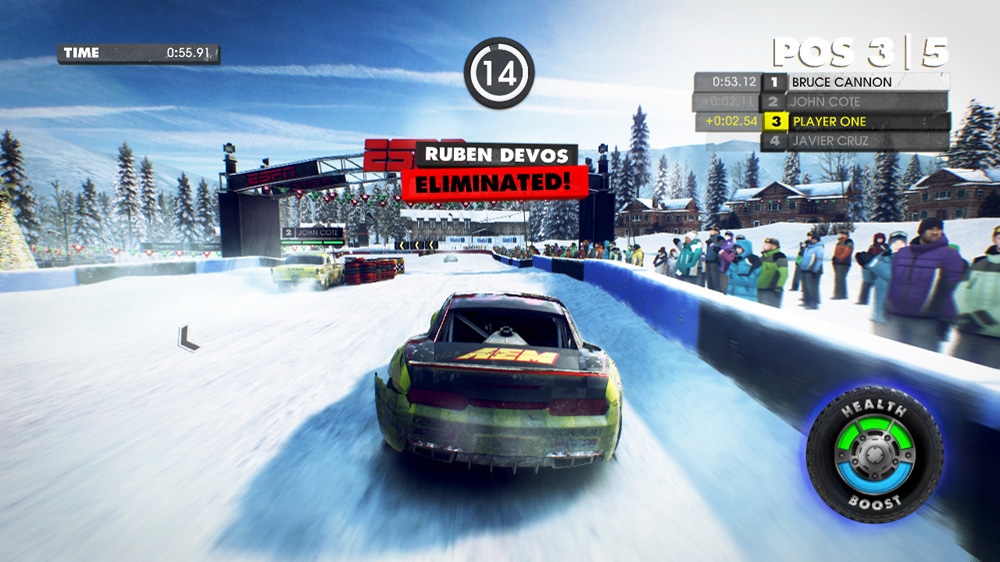 TIME 0:55.91
14
POS 3|5
0:53.12 1 BRUCE CANNON
+0:02.11 2 JOHN COTE
+0:02.54 3 PLAYER ONE
4 JAVIER CRUZ
RUBEN DEVOS
ELIMINATED!
ESPN
2 JOHN COTE
AEM
HEALTH
BOOST